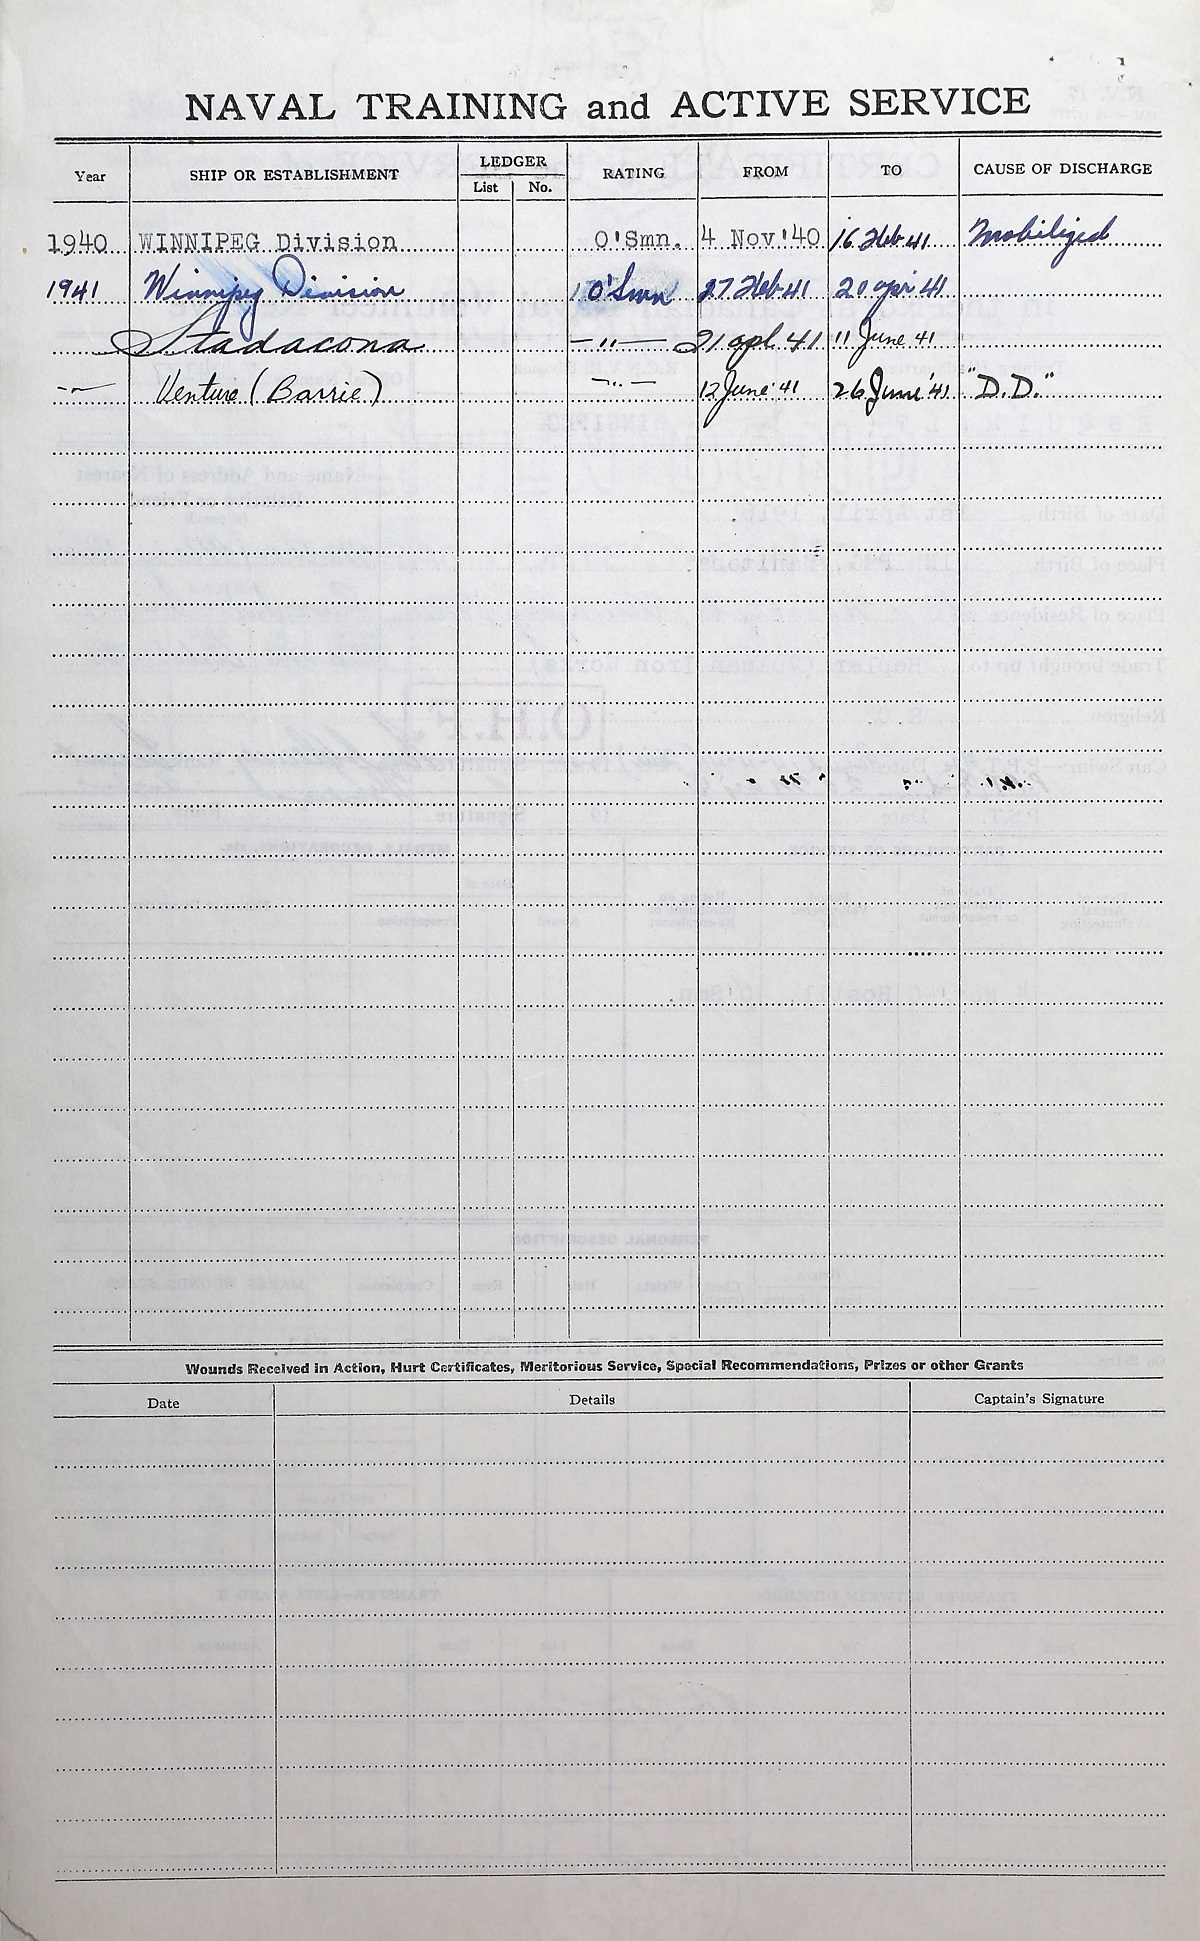 NAVAL TRAINING and ACTIVE SERVICE
Year SHIP OR ESTABLISHMENT LEDGER List No. RATING FROM TO CAUSE OF DISCHARGE
1940 WINNIPEG Division O'Smn. 4 Nov '40 16 Feb 41 Mobilized
1941 Winnipeg Division O'Smn 27 Feb 41 20 apr 41
Stadacona -"- 21 apl 41 11 June 41
-"- Venture (Barrie) -"- 12 June '41 26 June '41 "D.D."
Wounds Received in Action, Hurt Certificates, Meritorious Service, Special Recommendations, Prizes or other Grants
Date Details Captain's Signature